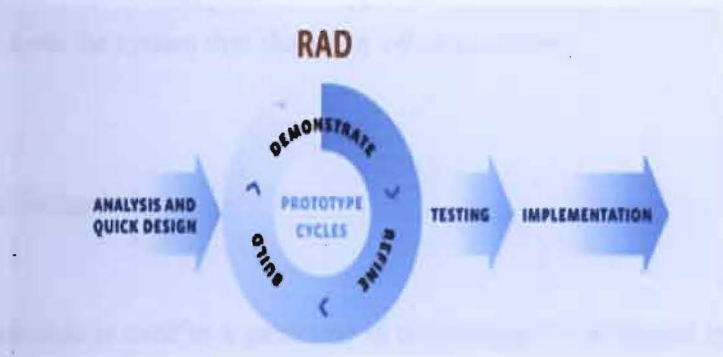 RAD
DEMONSTRATE
ANALYSIS AND
QUICK DESIGN
PROTOTYPE
CYCLES
BUILD
REFINE
TESTING
IMPLEMENTATION